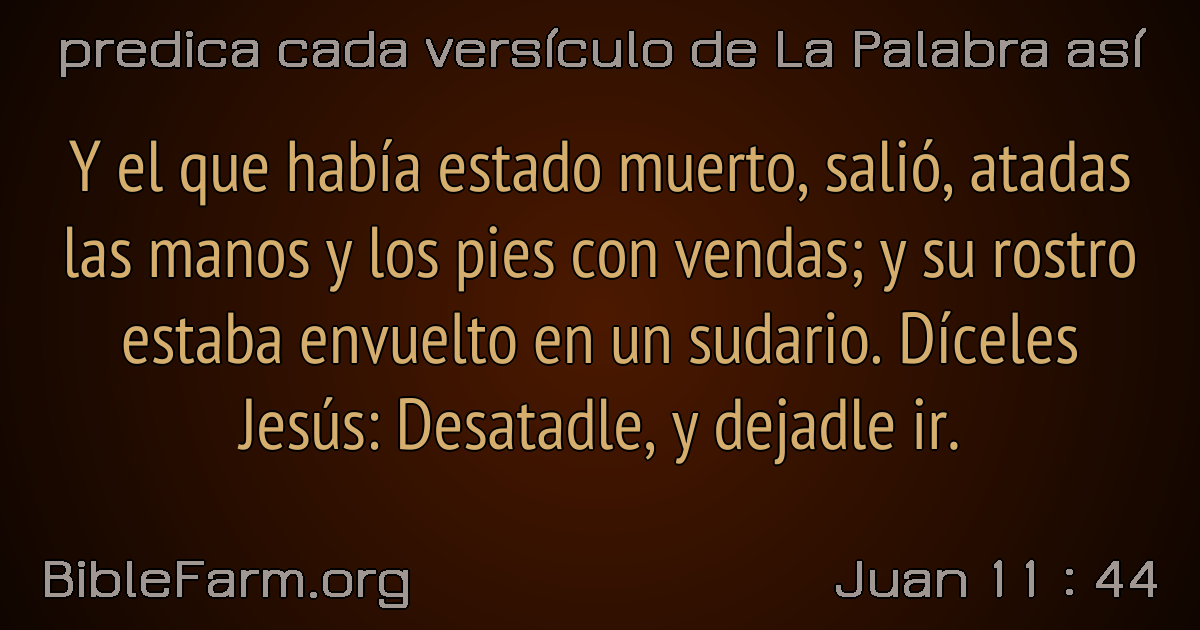 predica cada versículo de La Palabra así
Y el que había estado muerto, salió, atadas
las manos y los pies con vendas; y su rostro
estaba envuelto en un sudario. Díceles
Jesús: Desatadle, y dejadle ir.
BibleFarm.org
Juan 11 : 44